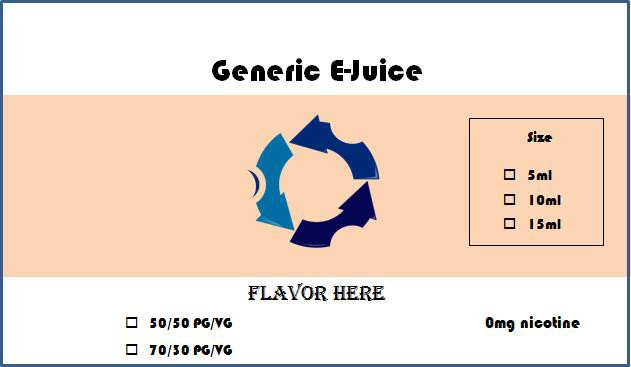 Generic E-Juice
Size
5ml
10ml
15ml
FLAVOR HERE
50/50 PG/VG
0mg nicotine
70/30 PG/VG